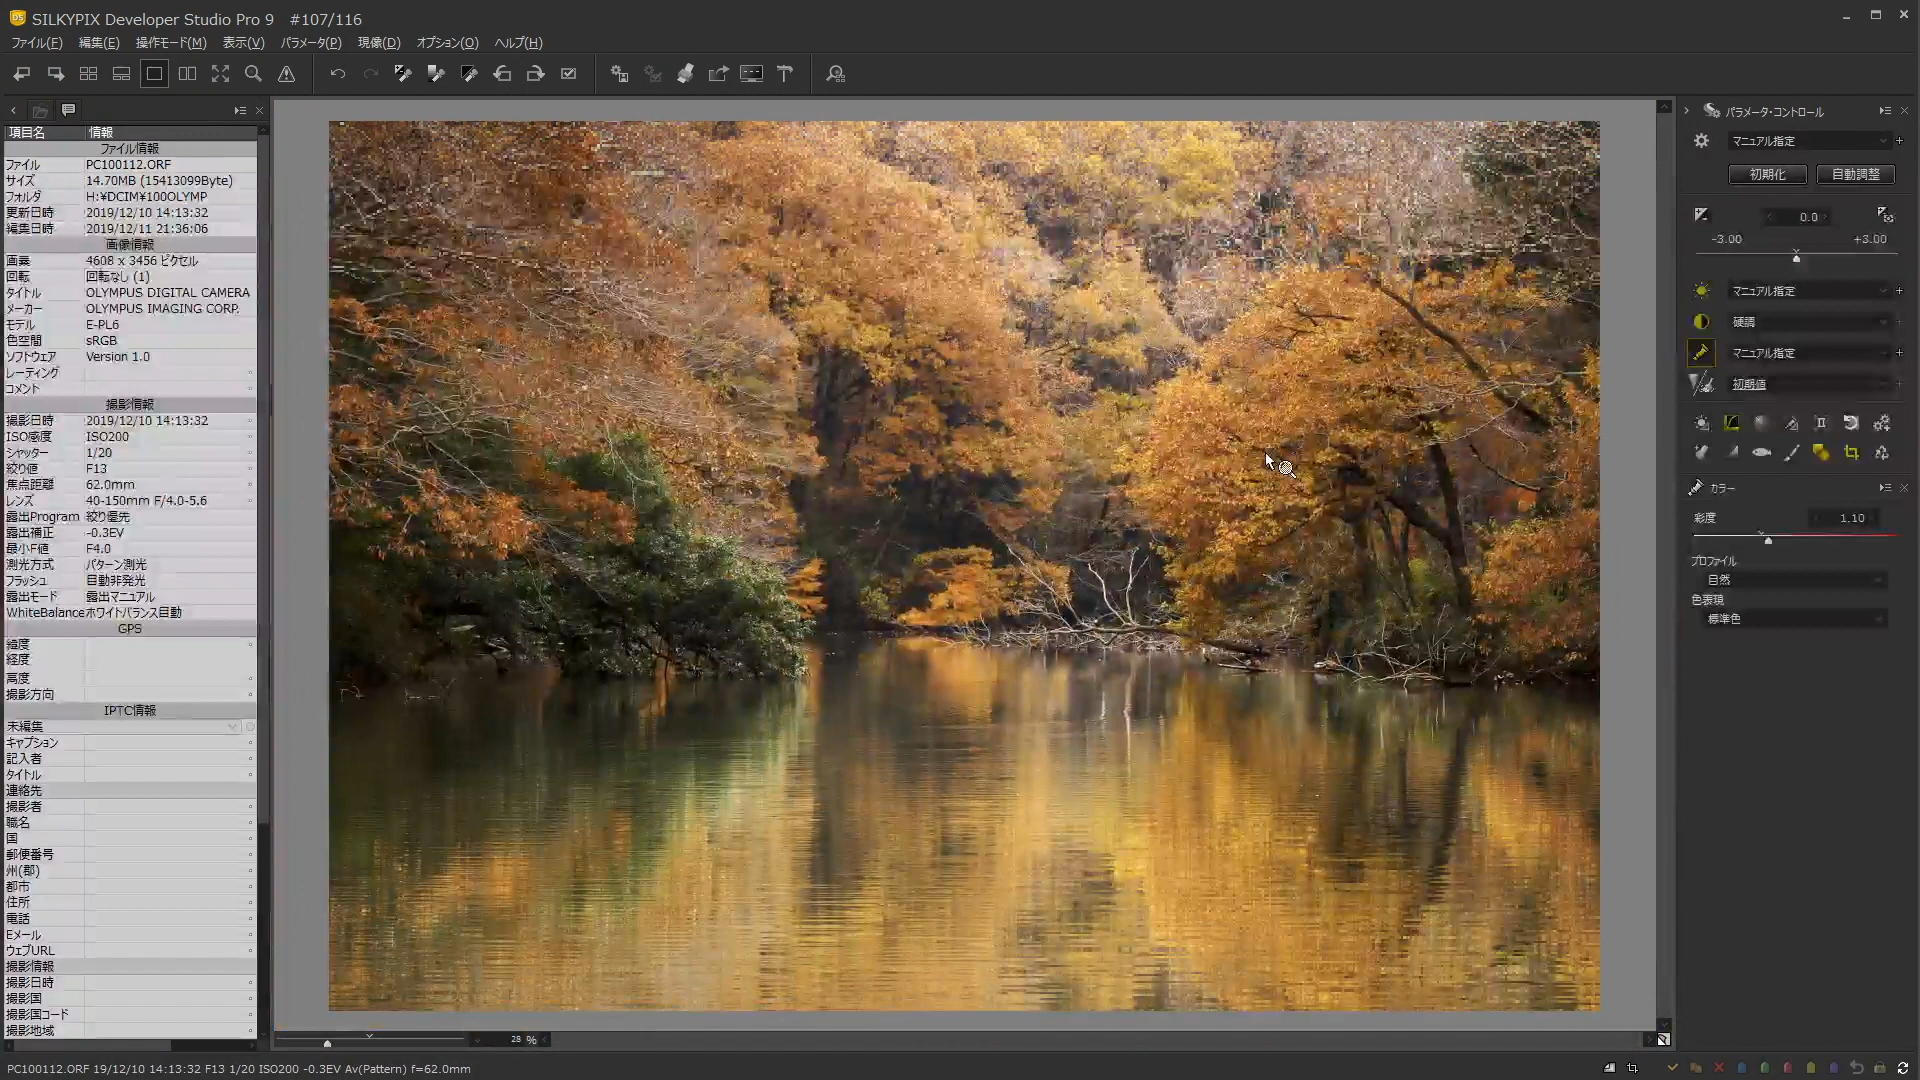 SILKYPIX Developer Studio Pro 9 #107/116
ファイル(F) 編集(E) 操作モード(M) 表示(V) パラメータ(P) 現像(D) オプション(O) ヘルプ(H)
項目名 情報
ファイル情報
ファイル PC100112.ORF
サイズ 14.70MB (15413099Byte)
フォルダ H:¥DCIM¥100OLYMP
更新日時 2019/12/10 14:13:32
編集日時 2019/12/11 21:36:06
画像情報
画素 4608 x 3456 ピクセル
回転 回転なし (1)
タイトル OLYMPUS DIGITAL CAMERA
メーカー OLYMPUS IMAGING CORP.
モデル E-PL6
色空間 sRGB
ソフトウェア Version 1.0
レーティング
コメント
撮影情報
撮影日時 2019/12/10 14:13:32
ISO感度 ISO200
シャッター 1/20
絞り値 F13
焦点距離 62.0mm
レンズ 40-150mm F/4.0-5.6
露出Program 絞り優先
露出補正 -0.3EV
最小F値 F4.0
測光方式 パターン測光
フラッシュ 自動非発光
露出モード 露出マニュアル
WhiteBalance ホワイトバランス自動
GPS
緯度
経度
高度
撮影方向
IPTC情報
未編集
キャプション
記入者
タイトル
連絡先
撮影者
職名
国
郵便番号
州(郡)
都市
住所
電話
Eメール
ウェブURL
撮影情報
撮影日時
撮影国
撮影国コード
撮影地域
28 %
パラメータ・コントロール
マニュアル指定
初期化 自動調整
0.0
-3.00 +3.00
マニュアル指定
硬調
マニュアル指定
初期値
カラー
彩度 1.10
プロファイル
自然
色表現
標準色
PC100112.ORF 19/12/10 14:13:32 F13 1/20 ISO200 -0.3EV Av(Pattern) f=62.0mm